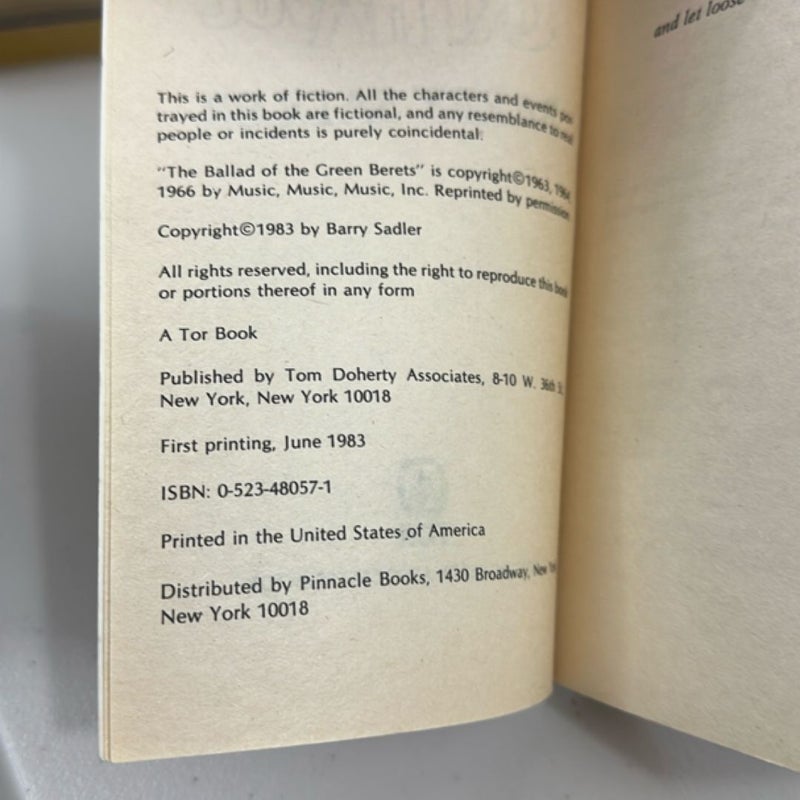 This is a work of fiction. All the characters and events por
trayed in this book are fictional, and any resemblance to real
people or incidents is purely coincidental.
"The Ballad of the Green Berets" is copyright©1963, 1964
1966 by Music, Music, Music, Inc. Reprinted by permission
Copyright©1983 by Barry Sadler
All rights reserved, including the right to reproduce this book
or portions thereof in any form
A Tor Book
Published by Tom Doherty Associates, 8-10 W. 36th St
New York, New York 10018
First printing, June 1983
ISBN: 0-523-48057-1
Printed in the United States of America
Distributed by Pinnacle Books, 1430 Broadway, New
New York 10018
and let loose